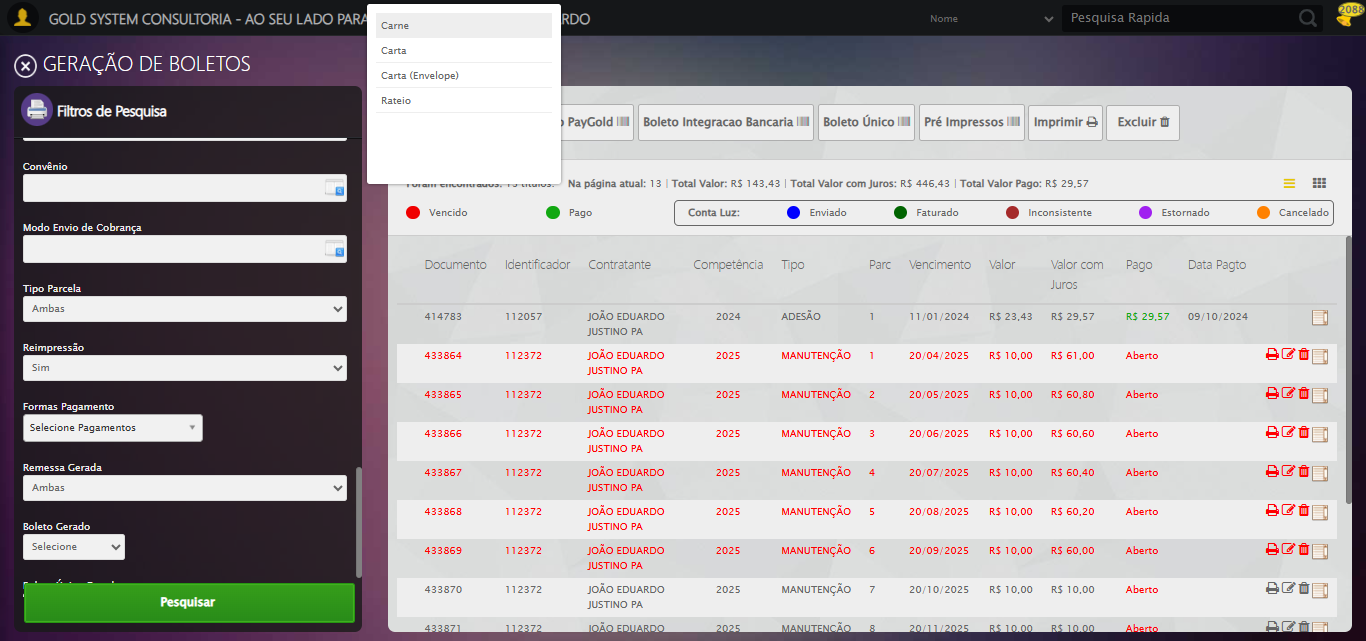 GOLD SYSTEM CONSULTORIA - AO SEU LADO PARA
RDO
Nome
Pesquisa Rapida
2088
Carne
Carta
Carta (Envelope)
Rateio
GERAÇÃO DE BOLETOS
Filtros de Pesquisa
Convênio
Modo Envio de Cobrança
Tipo Parcela
Ambas
Reimpressão
Sim
Formas Pagamento
Selecione Pagamentos
Remessa Gerada
Ambas
Boleto Gerado
Selecione
Pesquisar
PayGold
Boleto Integracao Bancaria
Boleto Único
Pré Impressos
Imprimir
Excluir
Foram encontrados: 13 títulos. Na página atual: 13 | Total Valor: R$ 143,43 | Total Valor com Juros: R$ 446,43 | Total Valor Pago: R$ 29,57
Vencido Pago Conta Luz: Enviado Faturado Inconsistente Estornado Cancelado
Documento Identificador Contratante Competência Tipo Parc Vencimento Valor Valor com Pago Data Pagto
Juros
414783 112057 JOÃO EDUARDO 2024 ADESÃO 1 11/01/2024 R$ 23,43 R$ 29,57 R$ 29,57 09/10/2024
JUSTINO PA
433864 112372 JOÃO EDUARDO 2025 MANUTENÇÃO 1 20/04/2025 R$ 10,00 R$ 61,00 Aberto
JUSTINO PA
433865 112372 JOÃO EDUARDO 2025 MANUTENÇÃO 2 20/05/2025 R$ 10,00 R$ 60,80 Aberto
JUSTINO PA
433866 112372 JOÃO EDUARDO 2025 MANUTENÇÃO 3 20/06/2025 R$ 10,00 R$ 60,60 Aberto
JUSTINO PA
433867 112372 JOÃO EDUARDO 2025 MANUTENÇÃO 4 20/07/2025 R$ 10,00 R$ 60,40 Aberto
JUSTINO PA
433868 112372 JOÃO EDUARDO 2025 MANUTENÇÃO 5 20/08/2025 R$ 10,00 R$ 60,20 Aberto
JUSTINO PA
433869 112372 JOÃO EDUARDO 2025 MANUTENÇÃO 6 20/09/2025 R$ 10,00 R$ 60,00 Aberto
JUSTINO PA
433870 112372 JOÃO EDUARDO 2025 MANUTENÇÃO 7 20/10/2025 R$ 10,00 R$ 10,00 Aberto
JUSTINO PA
433871 112372 JOÃO EDUARDO 2025 MANUTENÇÃO 8 20/11/2025 R$ 10,00 R$ 10,00 Aberto